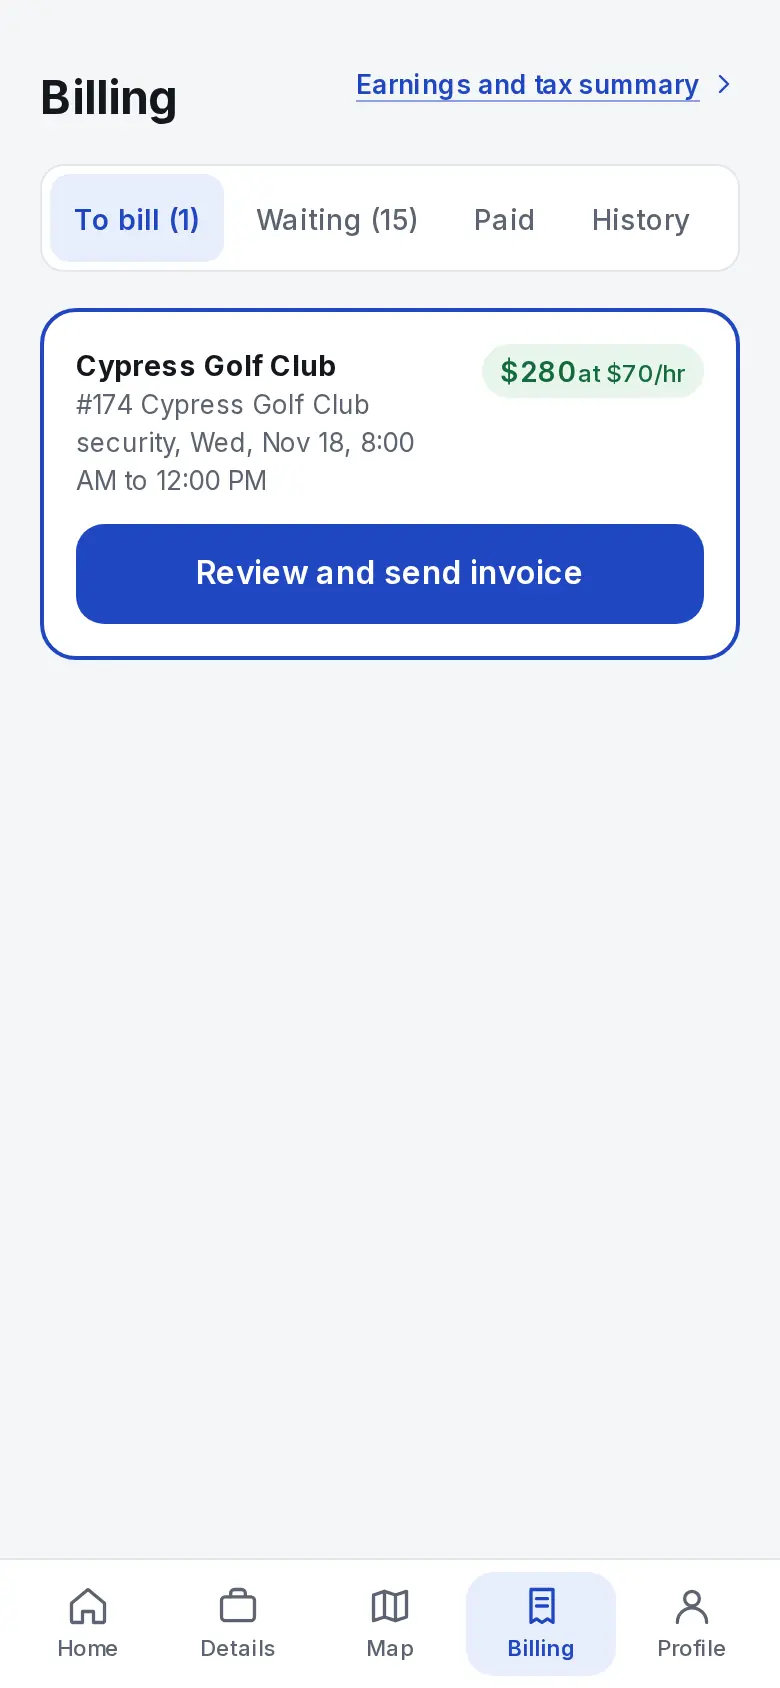 Billing
Earnings and tax summary
To bill (1)
Waiting (15)
Paid
History
Cypress Golf Club
$280 at $70/hr
#174 Cypress Golf Club
security, Wed, Nov 18, 8:00
AM to 12:00 PM
Review and send invoice
Home
Details
Map
Billing
Profile